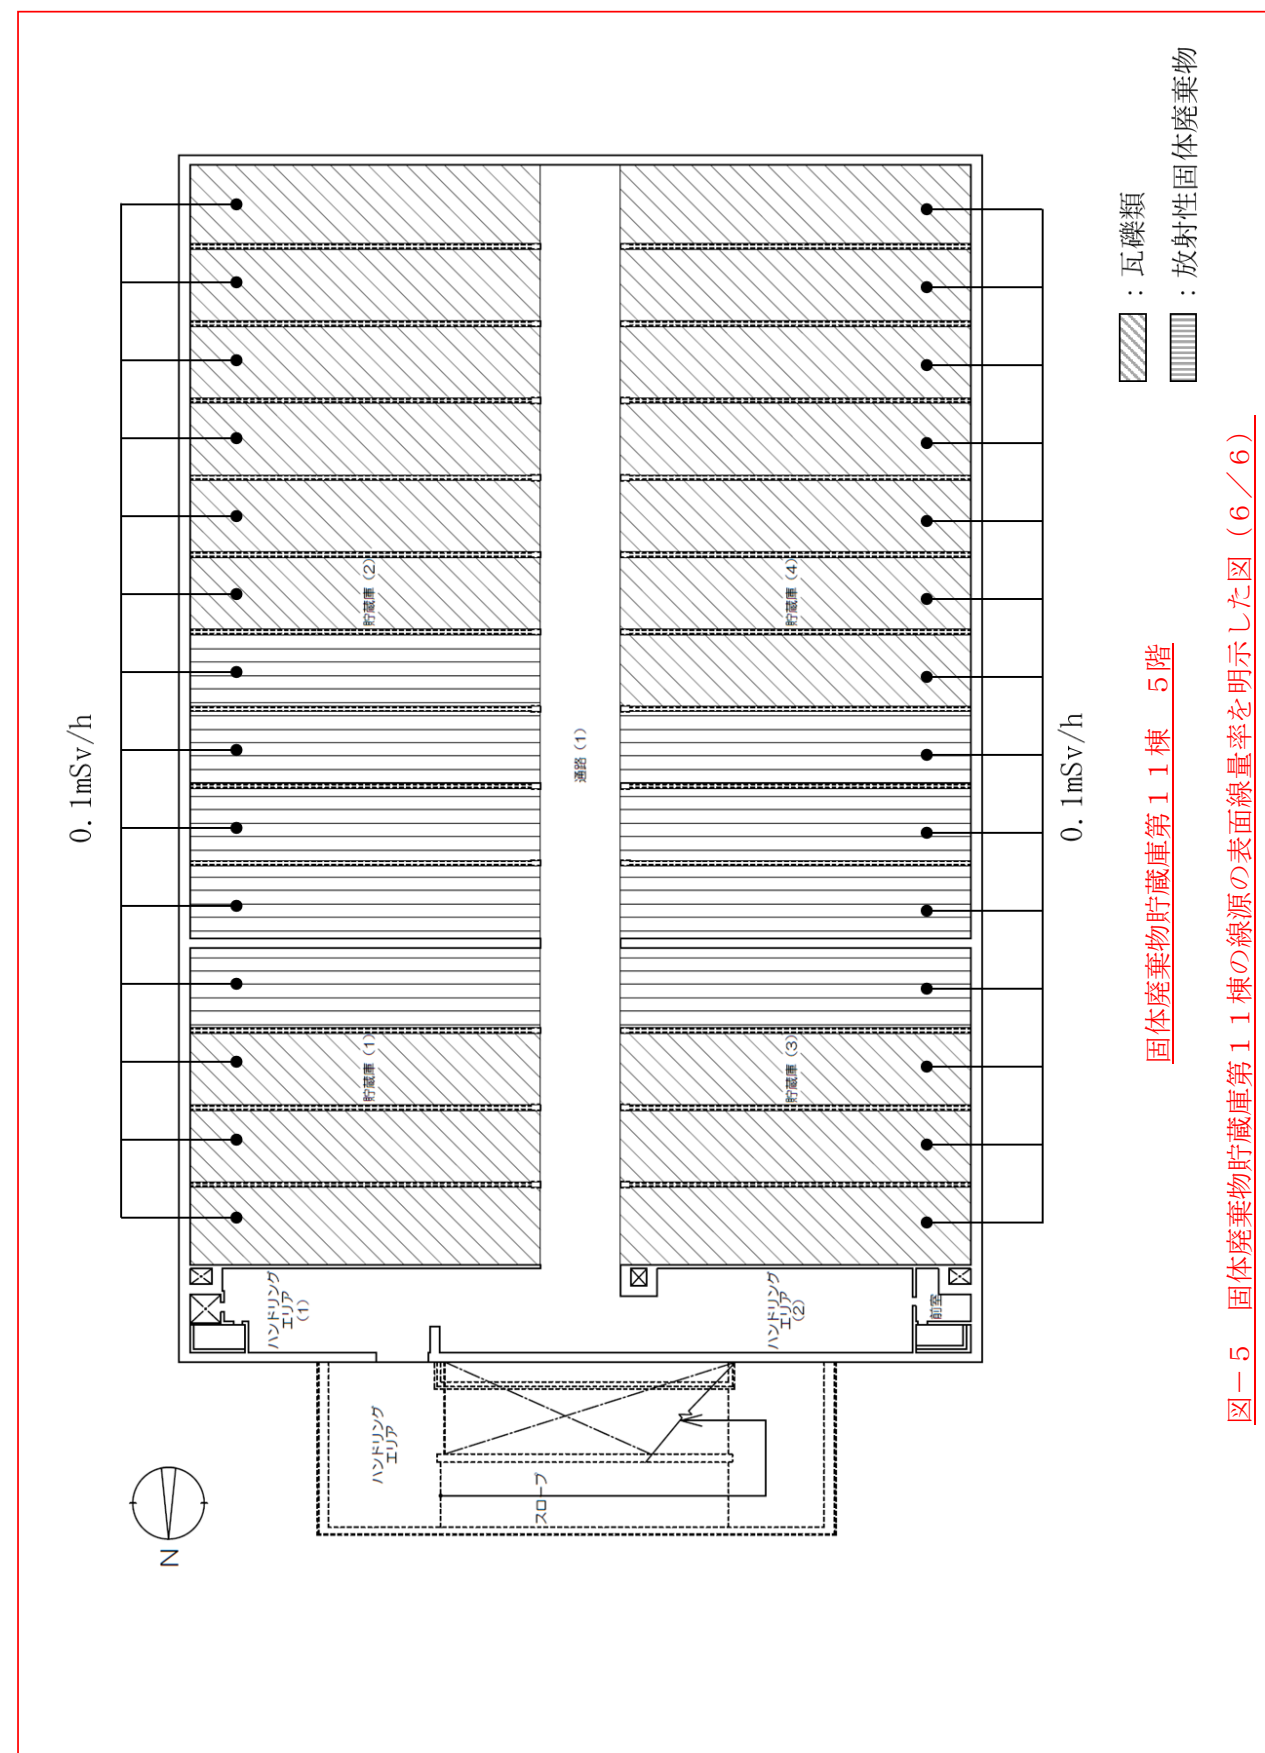 0.1mSv/h
貯蔵庫（1）
貯蔵庫（2）
ハンドリング
エリア
（1）
ハンドリング
エリア
スロープ
通路（1）
N
貯蔵庫（3）
貯蔵庫（4）
ハンドリング
エリア
（2）
前室
0.1mSv/h
：瓦礫類
：放射性固体廃棄物
固体廃棄物貯蔵庫第１１棟　５階
図－５　固体廃棄物貯蔵庫第１１棟の線源の表面線量率を明示した図（６／６）